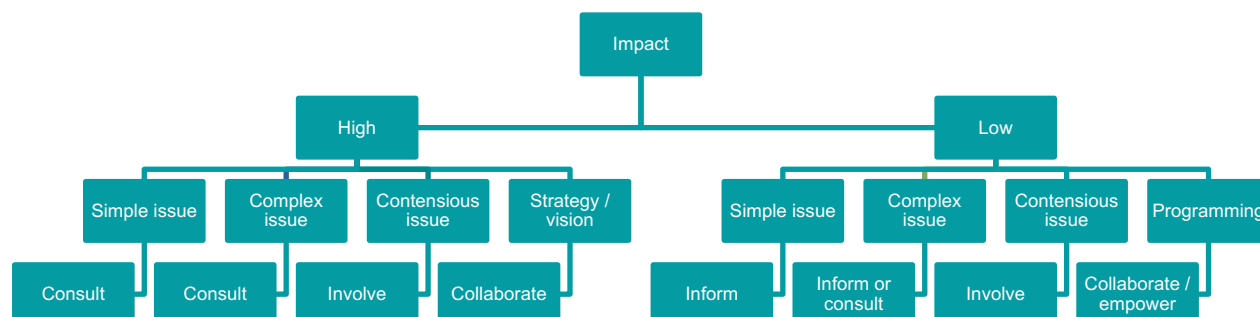 Impact
High
Low
Simple issue
Complex
issue
Contensious
issue
Strategy /
vision
Simple issue
Complex
issue
Contensious
issue
Programming
Consult
Consult
Involve
Collaborate
Inform
Inform or
consult
Involve
Collaborate /
empower